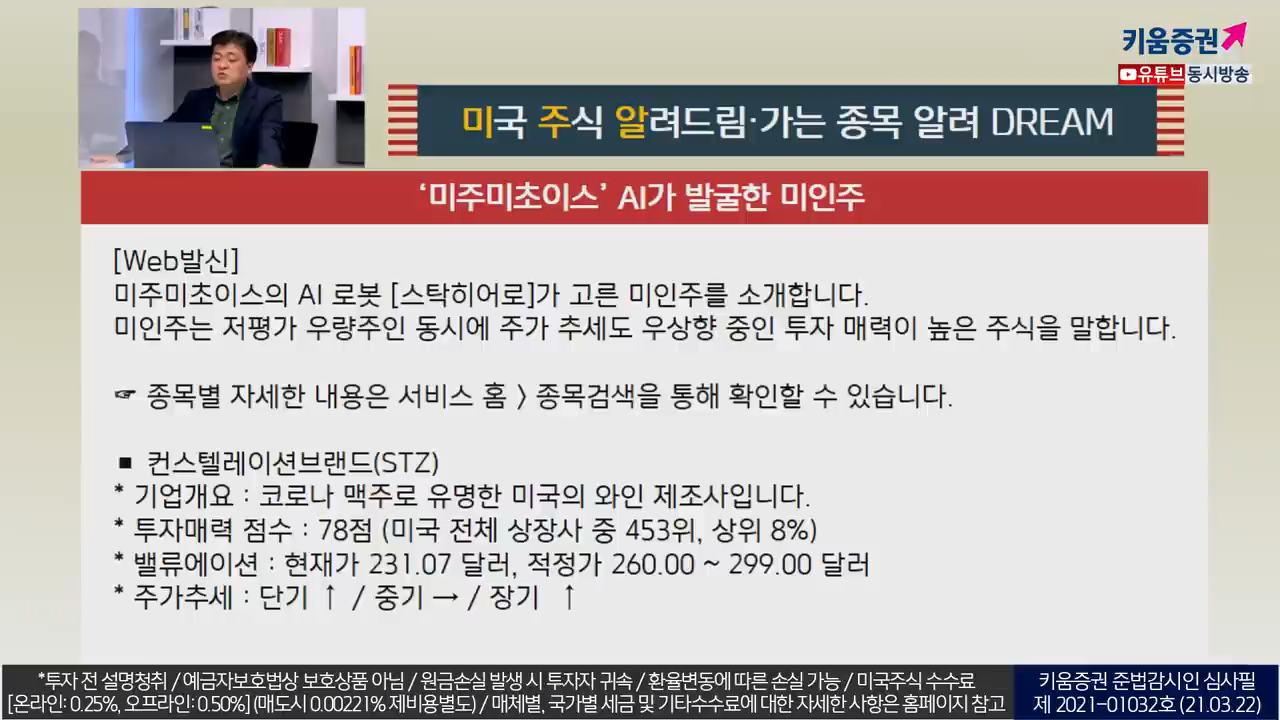 키움증권
유튜브 동시방송
미국 주식 알려드림·가는 종목 알려 DREAM
‘미주미초이스’ AI가 발굴한 미인주
[Web발신]
미주미초이스의 AI 로봇 [스탁히어로]가 고른 미인주를 소개합니다.
미인주는 저평가 우량주인 동시에 주가 추세도 우상향 중인 투자 매력이 높은 주식을 말합니다.
☞ 종목별 자세한 내용은 서비스 홈 > 종목검색을 통해 확인할 수 있습니다.
■ 컨스텔레이션브랜드(STZ)
* 기업개요 : 코로나 맥주로 유명한 미국의 와인 제조사입니다.
* 투자매력 점수 : 78점 (미국 전체 상장사 중 453위, 상위 8%)
* 밸류에이션 : 현재가 231.07 달러, 적정가 260.00 ~ 299.00 달러
* 주가추세 : 단기 ↑ / 중기 → / 장기 ↑
*투자 전 설명청취 / 예금자보호법상 보호상품 아님 / 원금손실 발생 시 투자자 귀속 / 환율변동에 따른 손실 가능 / 미국주식 수수료
[온라인: 0.25%, 오프라인: 0.50%] (매도시 0.00221% 제비용별도) / 매체별, 국가별 세금 및 기타수수료에 대한 자세한 사항은 홈페이지 참고
키움증권 준법감시인 심사필
제 2021-01032호 (21.03.22)